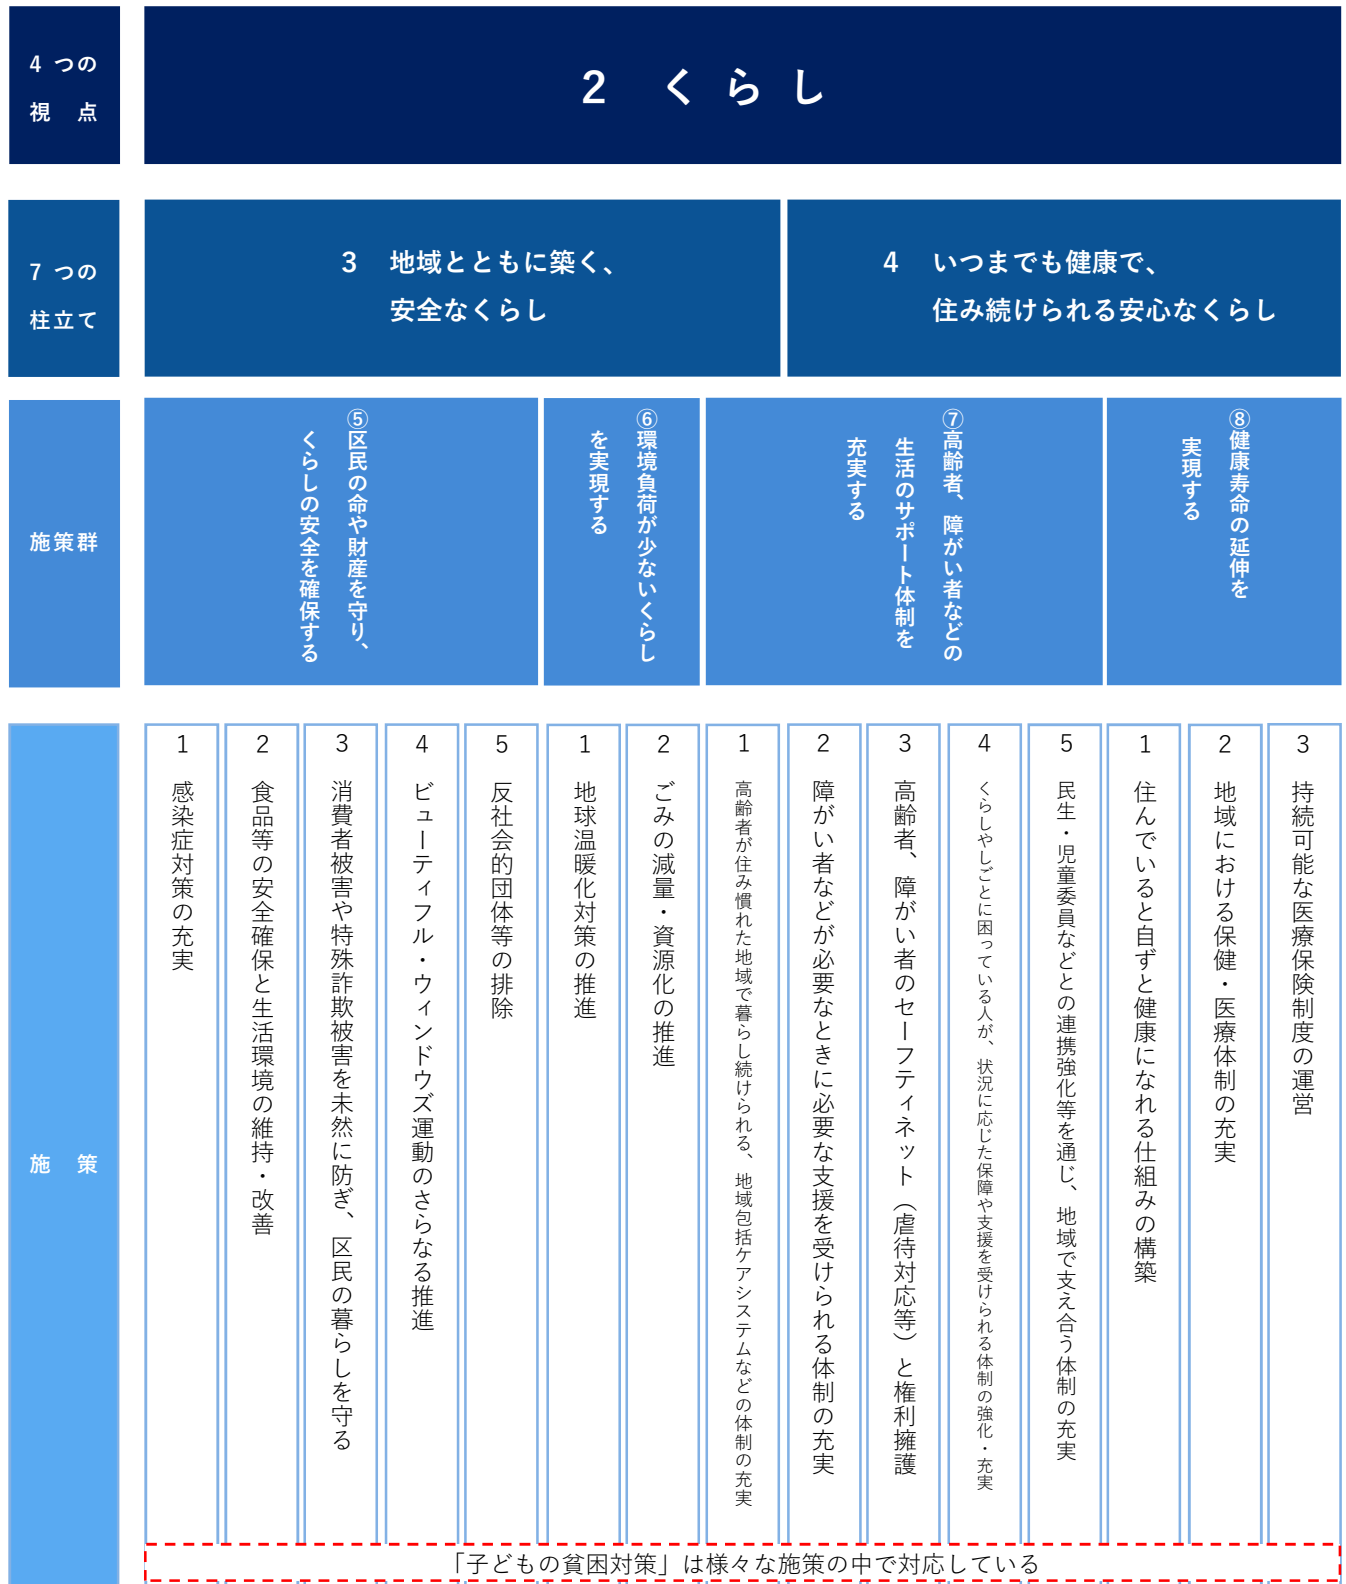 4 つの
視 点
2 くらし
7 つの
柱立て
3 地域とともに築く、
安全なくらし
4 いつまでも健康で、
住み続けられる安心なくらし
施策群
⑤区民の命や財産を守り、
くらしの安全を確保する
⑥環境負荷が少ないくらし
を実現する
⑦高齢者、障がい者などの
生活のサポート体制を
充実する
⑧健康寿命の延伸を
実現する
施 策
1 感染症対策の充実
2 食品等の安全確保と生活環境の維持・改善
3 消費者被害や特殊詐欺被害を未然に防ぎ、区民の暮らしを守る
4 ビューティフル・ウィンドウズ運動のさらなる推進
5 反社会的団体等の排除
1 地球温暖化対策の推進
2 ごみの減量・資源化の推進
1 高齢者が住み慣れた地域で暮らし続けられる、地域包括ケアシステムなどの体制の充実
2 障がい者などが必要なときに必要な支援を受けられる体制の充実
3 高齢者、障がい者のセーフティネット（虐待対応等）と権利擁護
4 くらしやしごとに困っている人が、状況に応じた保障や支援を受けられる体制の強化・充実
5 民生・児童委員などとの連携強化等を通じ、地域で支え合う体制の充実
1 住んでいると自ずと健康になれる仕組みの構築
2 地域における保健・医療体制の充実
3 持続可能な医療保険制度の運営
「子どもの貧困対策」は様々な施策の中で対応している